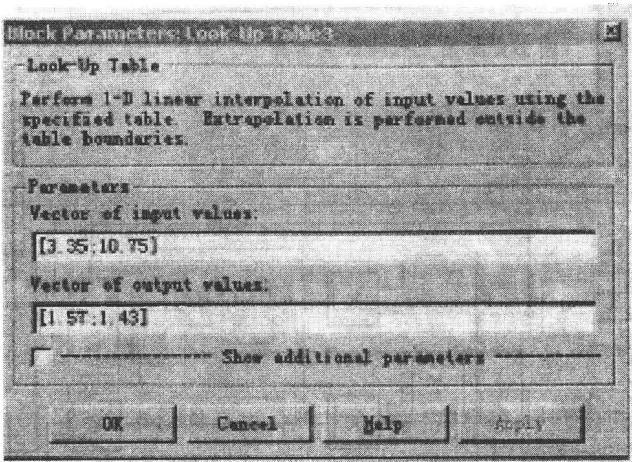 Block Parameters: Look-Up Table3
Look-Up Table
Perform 1-D linear interpolation of input values using the
specified table. Extrapolation is performed outside the
table boundaries.
Parameters
Vector of input values:
[3.35:10.75]
Vector of output values:
[1.57:1.43]
Show additional parameters
OK
Cancel
Help
Apply